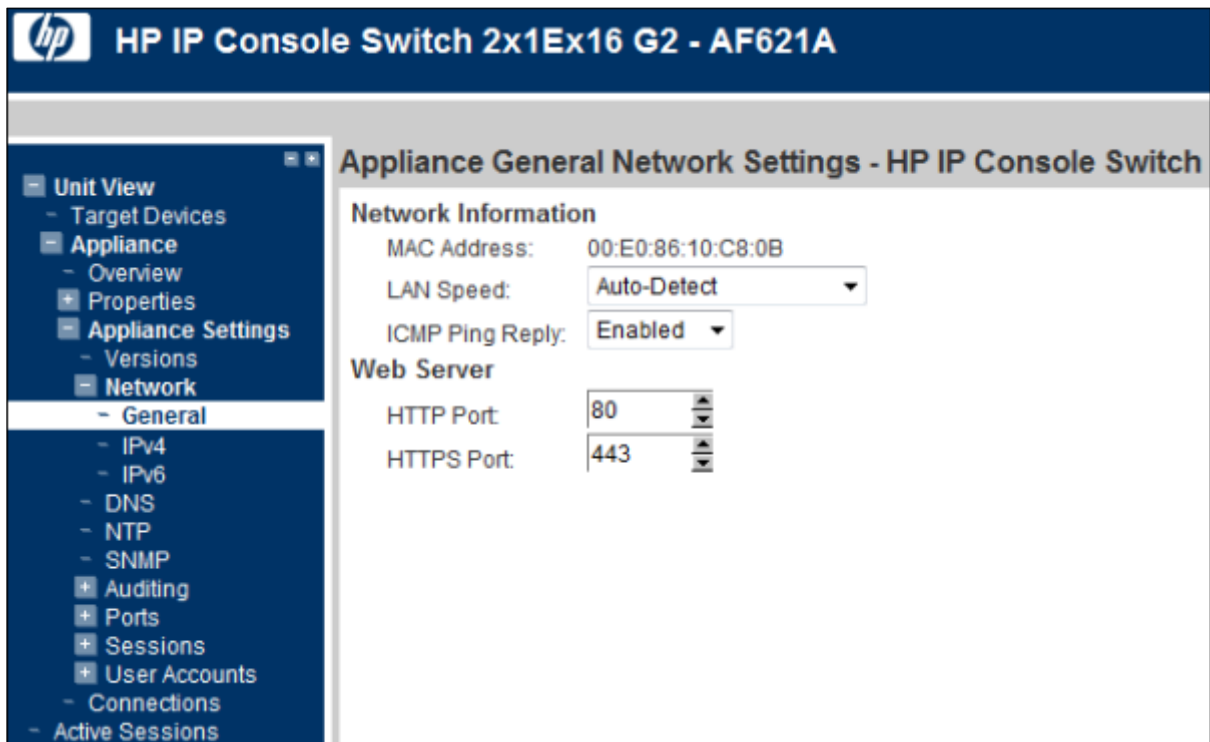 hp
HP IP Console Switch 2x1Ex16 G2 - AF621A
Unit View
Target Devices
Appliance
Overview
Properties
Appliance Settings
Versions
Network
General
IPv4
IPv6
DNS
NTP
SNMP
Auditing
Ports
Sessions
User Accounts
Connections
Active Sessions
Appliance General Network Settings - HP IP Console Switch
Network Information
MAC Address: 00:E0:86:10:C8:0B
LAN Speed: Auto-Detect
ICMP Ping Reply: Enabled
Web Server
HTTP Port: 80
HTTPS Port: 443